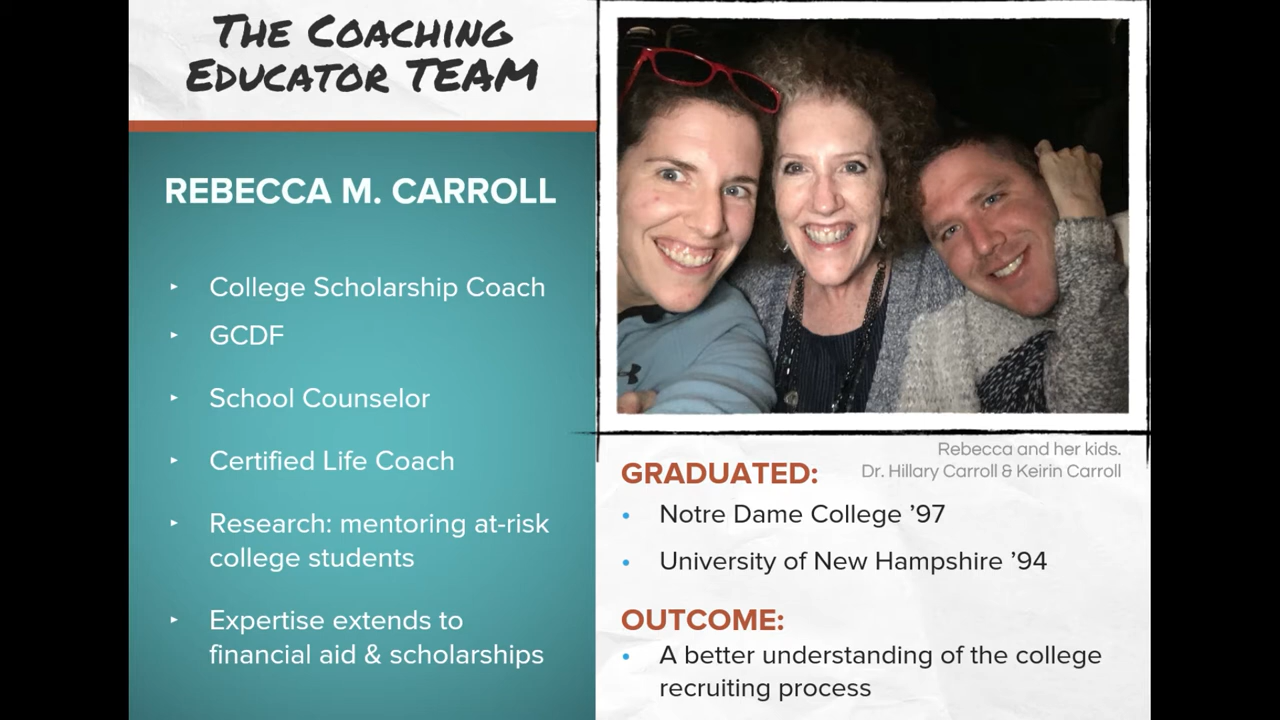 THE COACHING
EDUCATOR TEAM
REBECCA M. CARROLL
‣ College Scholarship Coach
‣ GCDF
‣ School Counselor
‣ Certified Life Coach
‣ Research: mentoring at-risk
college students
‣ Expertise extends to
financial aid & scholarships
Rebecca and her kids.
Dr. Hillary Carroll & Keirin Carroll
GRADUATED:
• Notre Dame College ’97
• University of New Hampshire ’94
OUTCOME:
• A better understanding of the college
recruiting process